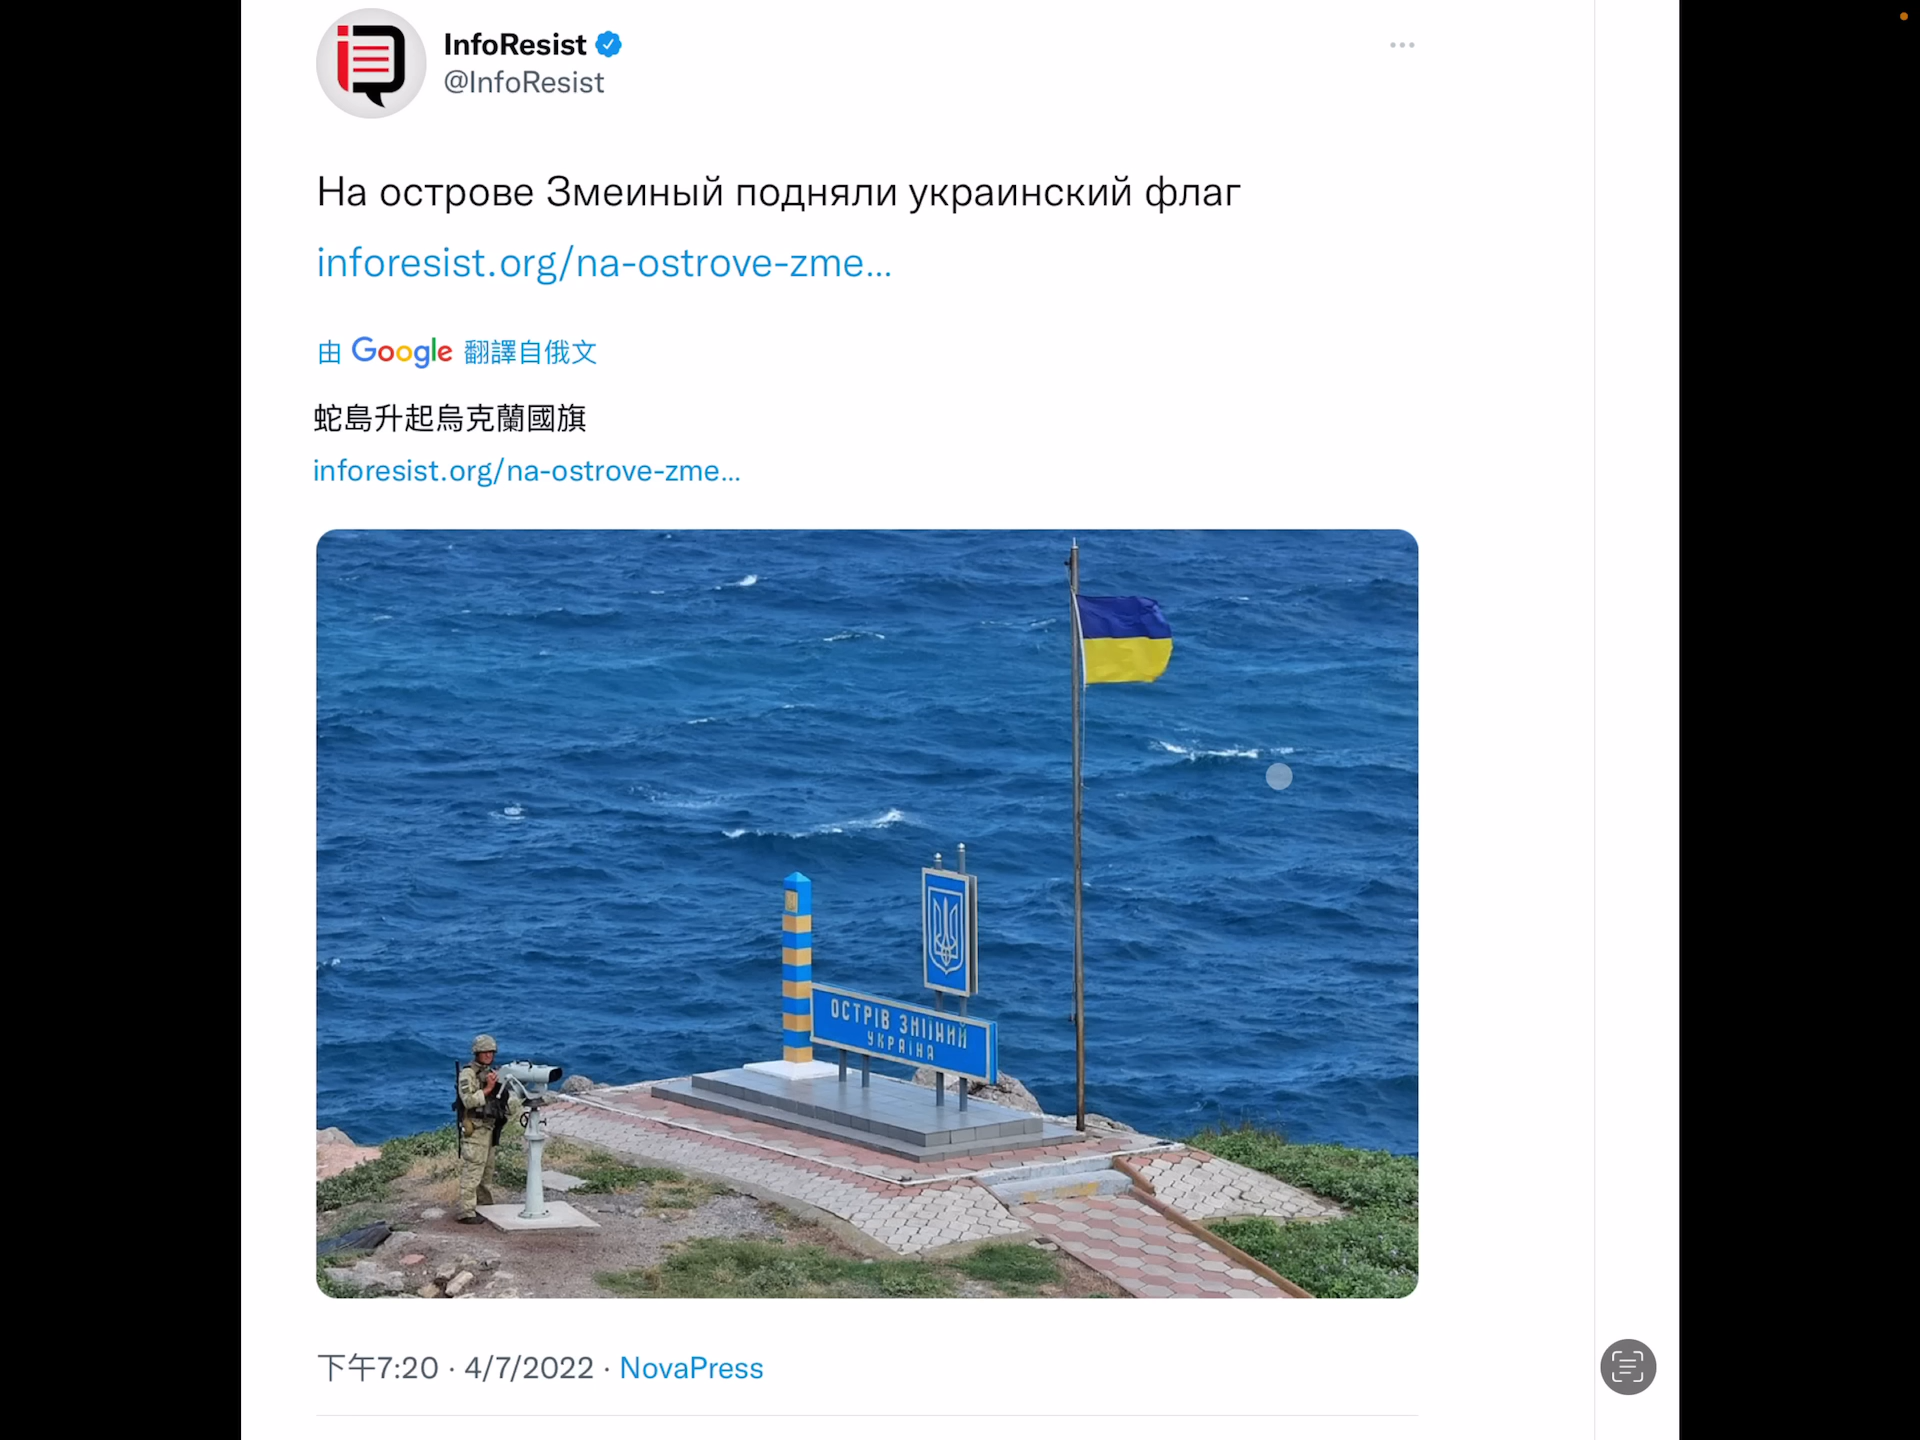 InfoResist
@InfoResist
На острове Змеиный подняли украинский флаг
inforesist.org/na-ostrove-zme...
由 Google 翻譯自俄文
蛇島升起烏克蘭國旗
inforesist.org/na-ostrove-zme...
ОСТРІВ ЗМІЇНИЙ
УКРАЇНА
下午7:20 · 4/7/2022 · NovaPress